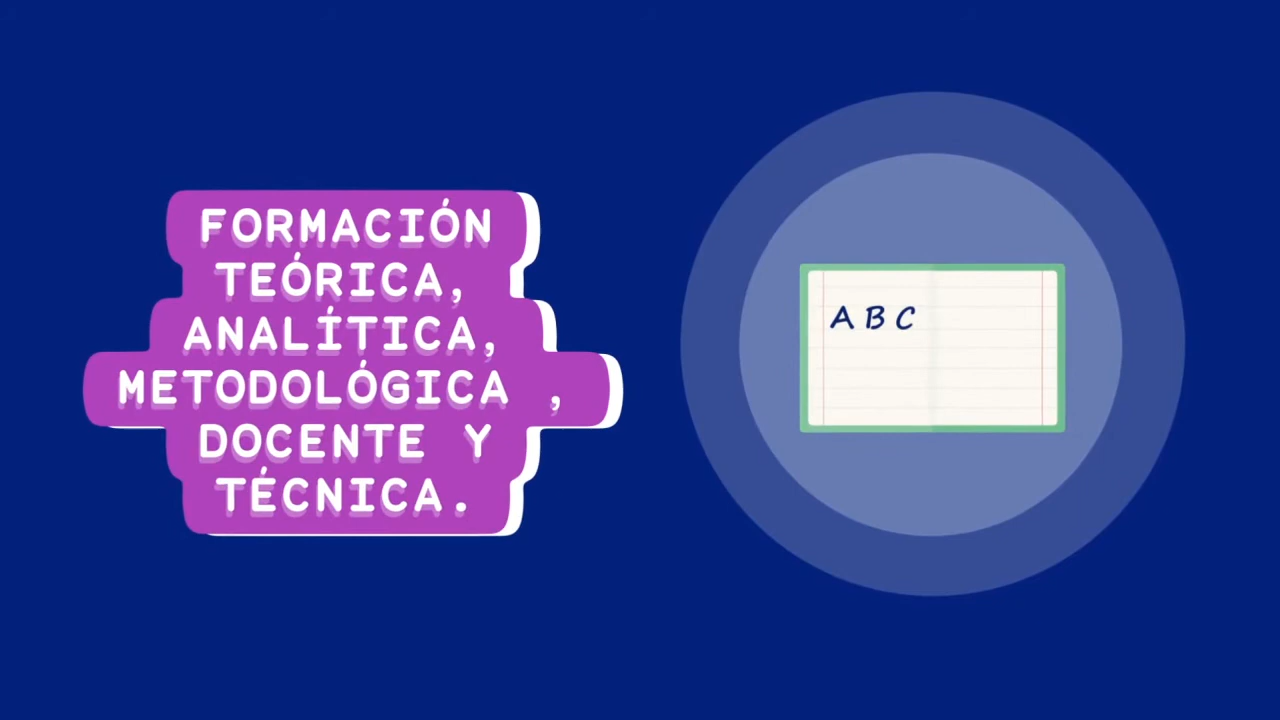 FORMACIÓN
TEÓRICA,
ANALÍTICA,
METODOLÓGICA ,
DOCENTE Y
TÉCNICA.
A B C